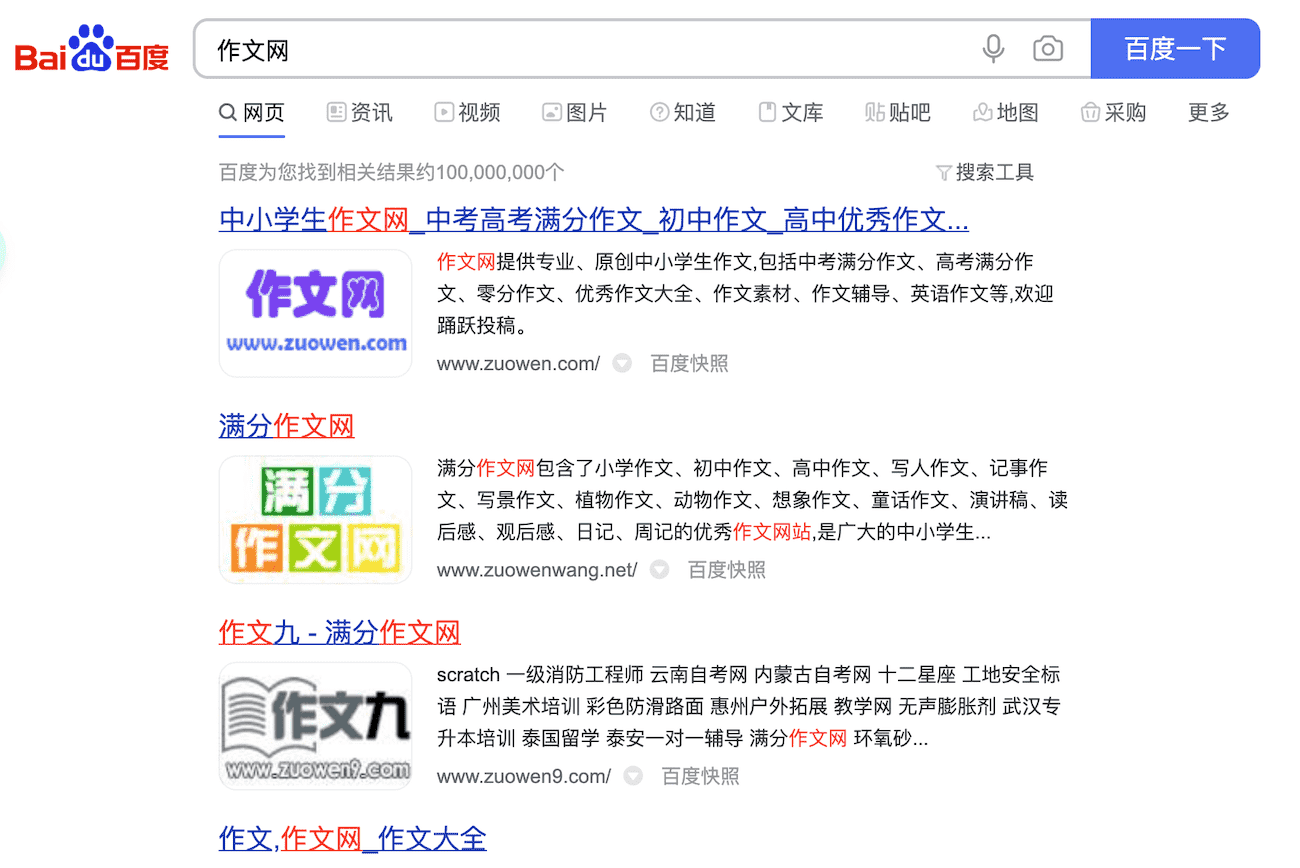 Bai du 百度
作文网
百度一下
网页 资讯 视频 图片 知道 文库 贴吧 地图 采购 更多
百度为您找到相关结果约100,000,000个
搜索工具
中小学生作文网_中考高考满分作文_初中作文_高中优秀作文...
作文网
www.zuowen.com
作文网提供专业、原创中小学生作文,包括中考满分作文、高考满分作
文、零分作文、优秀作文大全、作文素材、作文辅导、英语作文等,欢迎
踊跃投稿。
www.zuowen.com/ 百度快照
满分作文网
满分
作文网
满分作文网包含了小学作文、初中作文、高中作文、写人作文、记事作
文、写景作文、植物作文、动物作文、想象作文、童话作文、演讲稿、读
后感、观后感、日记、周记的优秀作文网站,是广大的中小学生...
www.zuowenwang.net/ 百度快照
作文九 - 满分作文网
作文九
www.zuowen9.com
scratch 一级消防工程师 云南自考网 内蒙古自考网 十二星座 工地安全标
语 广州美术培训 彩色防滑路面 惠州户外拓展 教学网 无声膨胀剂 武汉专
升本培训 泰国留学 泰安一对一辅导 满分作文网 环氧砂...
www.zuowen9.com/ 百度快照
作文,作文网_作文大全